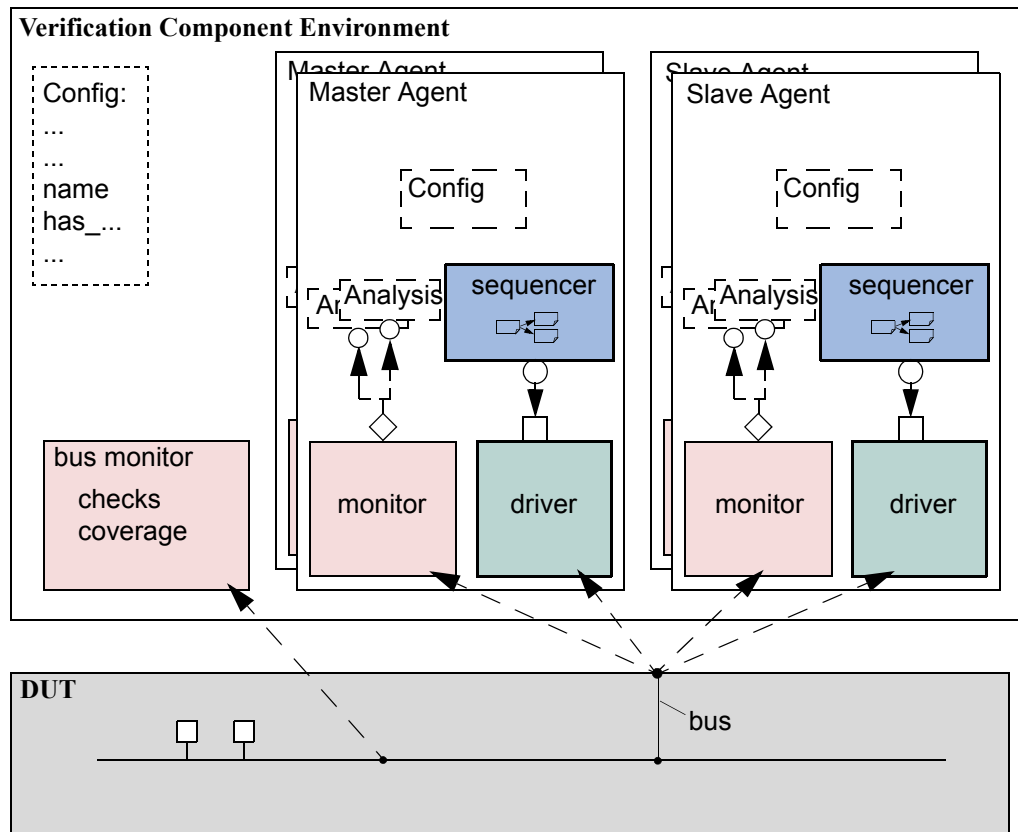 Verification Component Environment
Config:
...
...
name
has_...
...
Master Agent
Master Agent
Config
Analysis
sequencer
monitor
driver
Slave Agent
Slave Agent
Config
Analysis
sequencer
monitor
driver
bus monitor
checks
coverage
DUT
bus